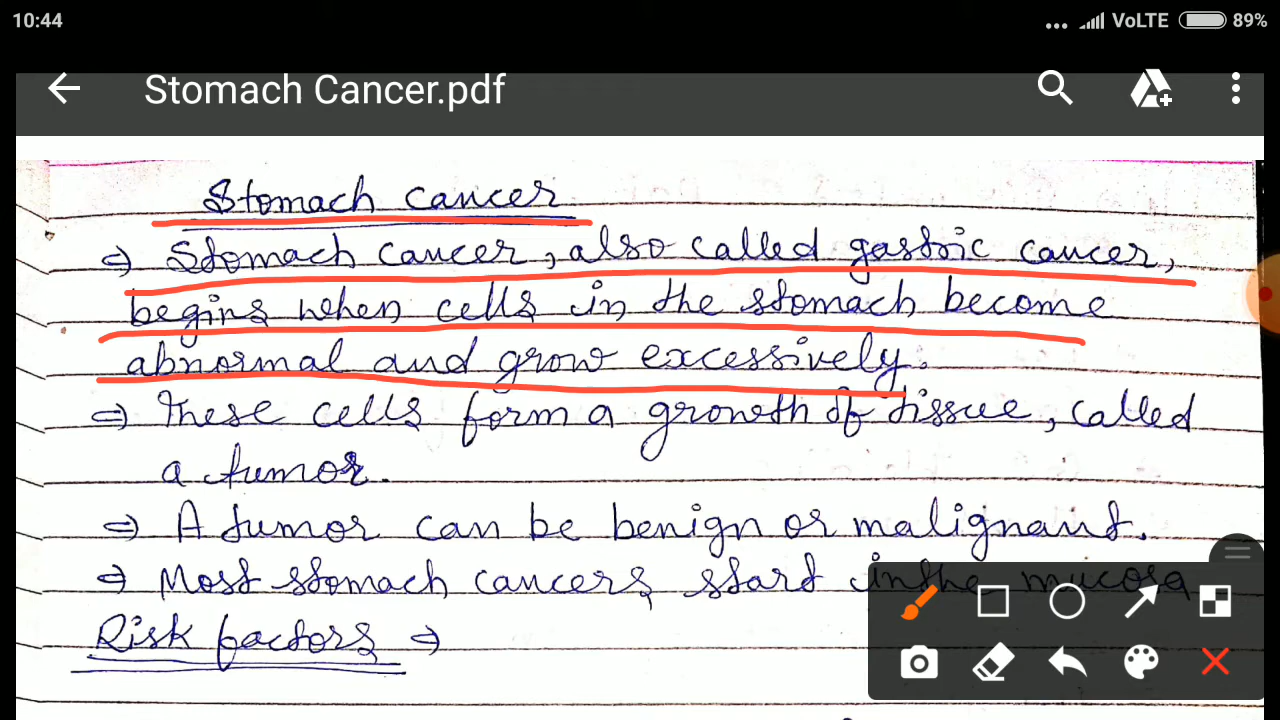 10:44 ... VoLTE 89%
Stomach Cancer.pdf
Stomach cancer
⇒ Stomach cancer, also called gastric cancer,
begins when cells in the stomach become
abnormal and grow excessively.
⇒ These cells form a growth of tissue, called
a tumor.
⇒ A tumor can be benign or malignant.
⇒ Most stomach cancers start in the mucosa
Risk factors ⇒